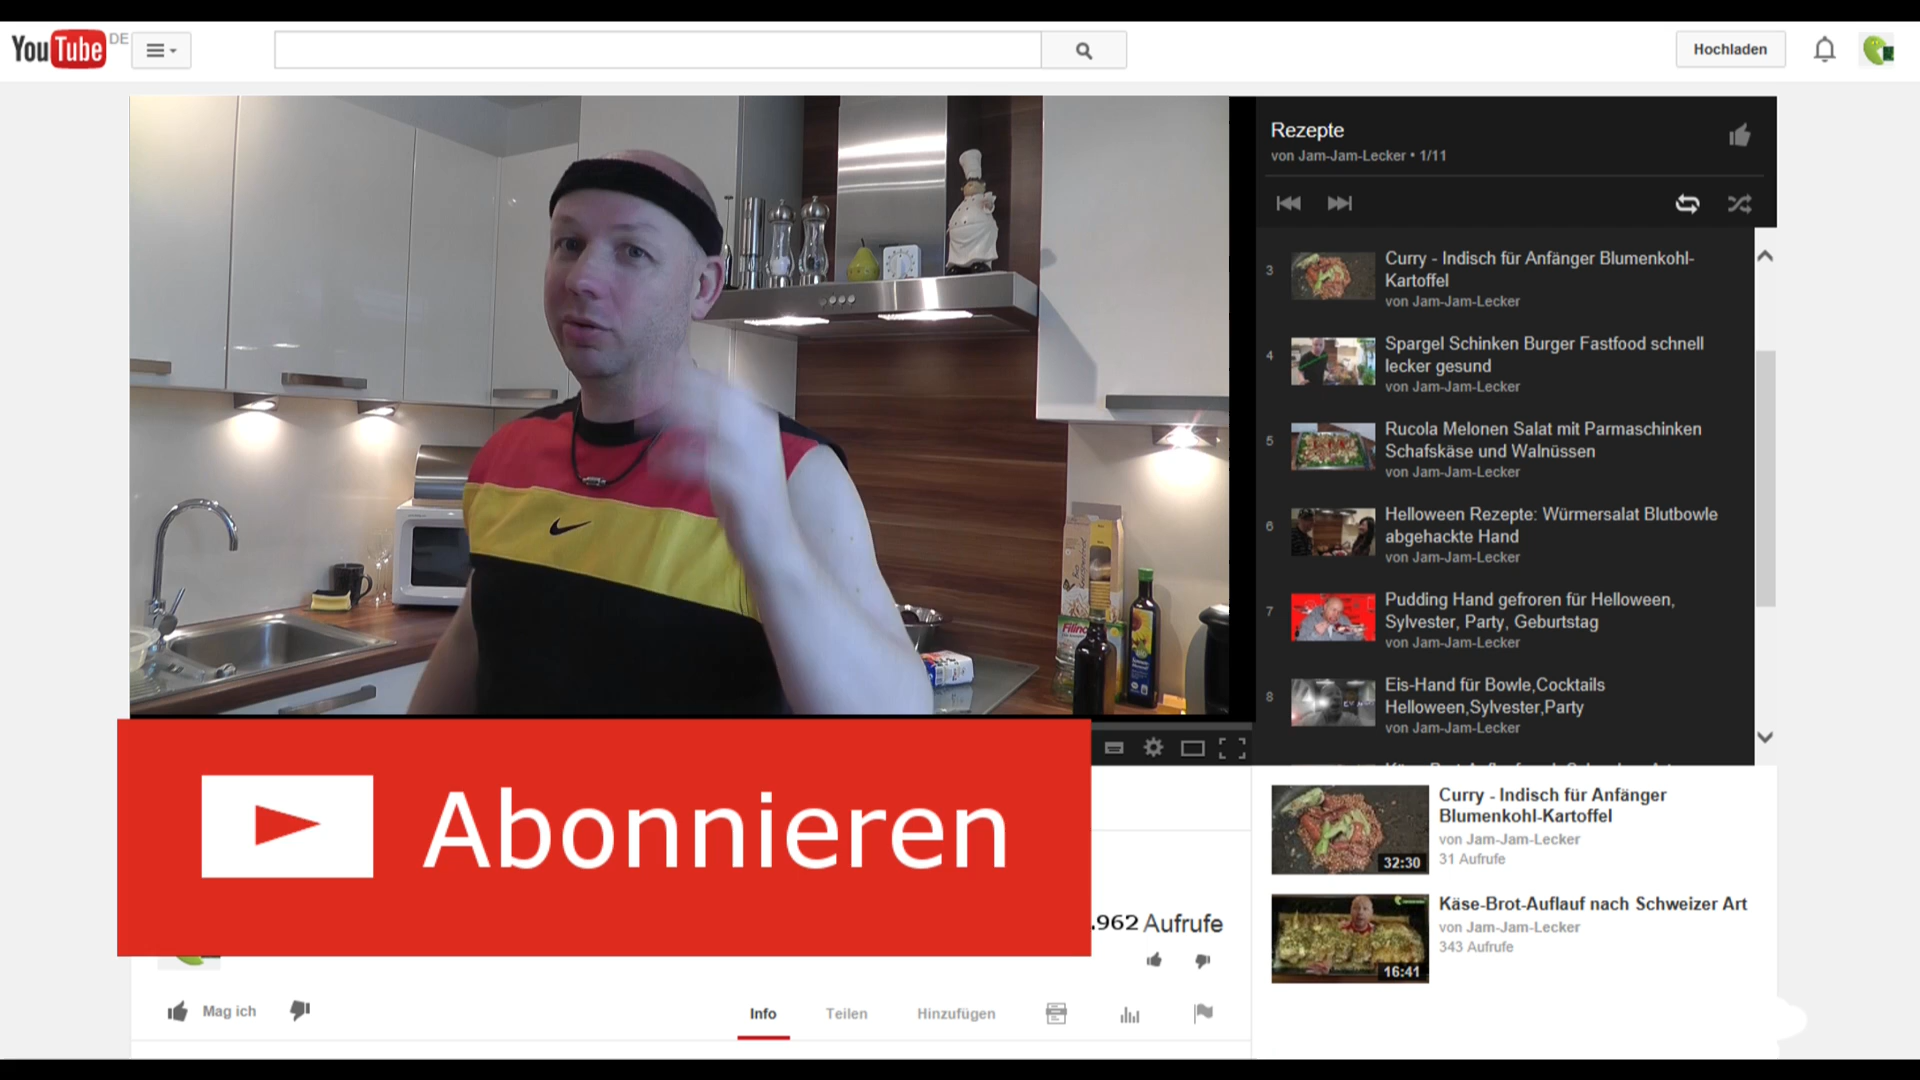 YouTube DE
Hochladen
Rezepte
von Jam-Jam-Lecker • 1/11
3
Curry - Indisch für Anfänger Blumenkohl-
Kartoffel
von Jam-Jam-Lecker
4
Spargel Schinken Burger Fastfood schnell
lecker gesund
von Jam-Jam-Lecker
5
Rucola Melonen Salat mit Parmaschinken
Schafskäse und Walnüssen
von Jam-Jam-Lecker
6
Helloween Rezepte: Würmersalat Blutbowle
abgehackte Hand
von Jam-Jam-Lecker
7
Pudding Hand gefroren für Helloween,
Sylvester, Party, Geburtstag
von Jam-Jam-Lecker
8
Eis-Hand für Bowle,Cocktails
Helloween,Sylvester,Party
von Jam-Jam-Lecker
Abonnieren
.962 Aufrufe
Mag ich
Info
Teilen
Hinzufügen
Curry - Indisch für Anfänger
Blumenkohl-Kartoffel
von Jam-Jam-Lecker
31 Aufrufe
32:30
Käse-Brot-Auflauf nach Schweizer Art
von Jam-Jam-Lecker
343 Aufrufe
16:41